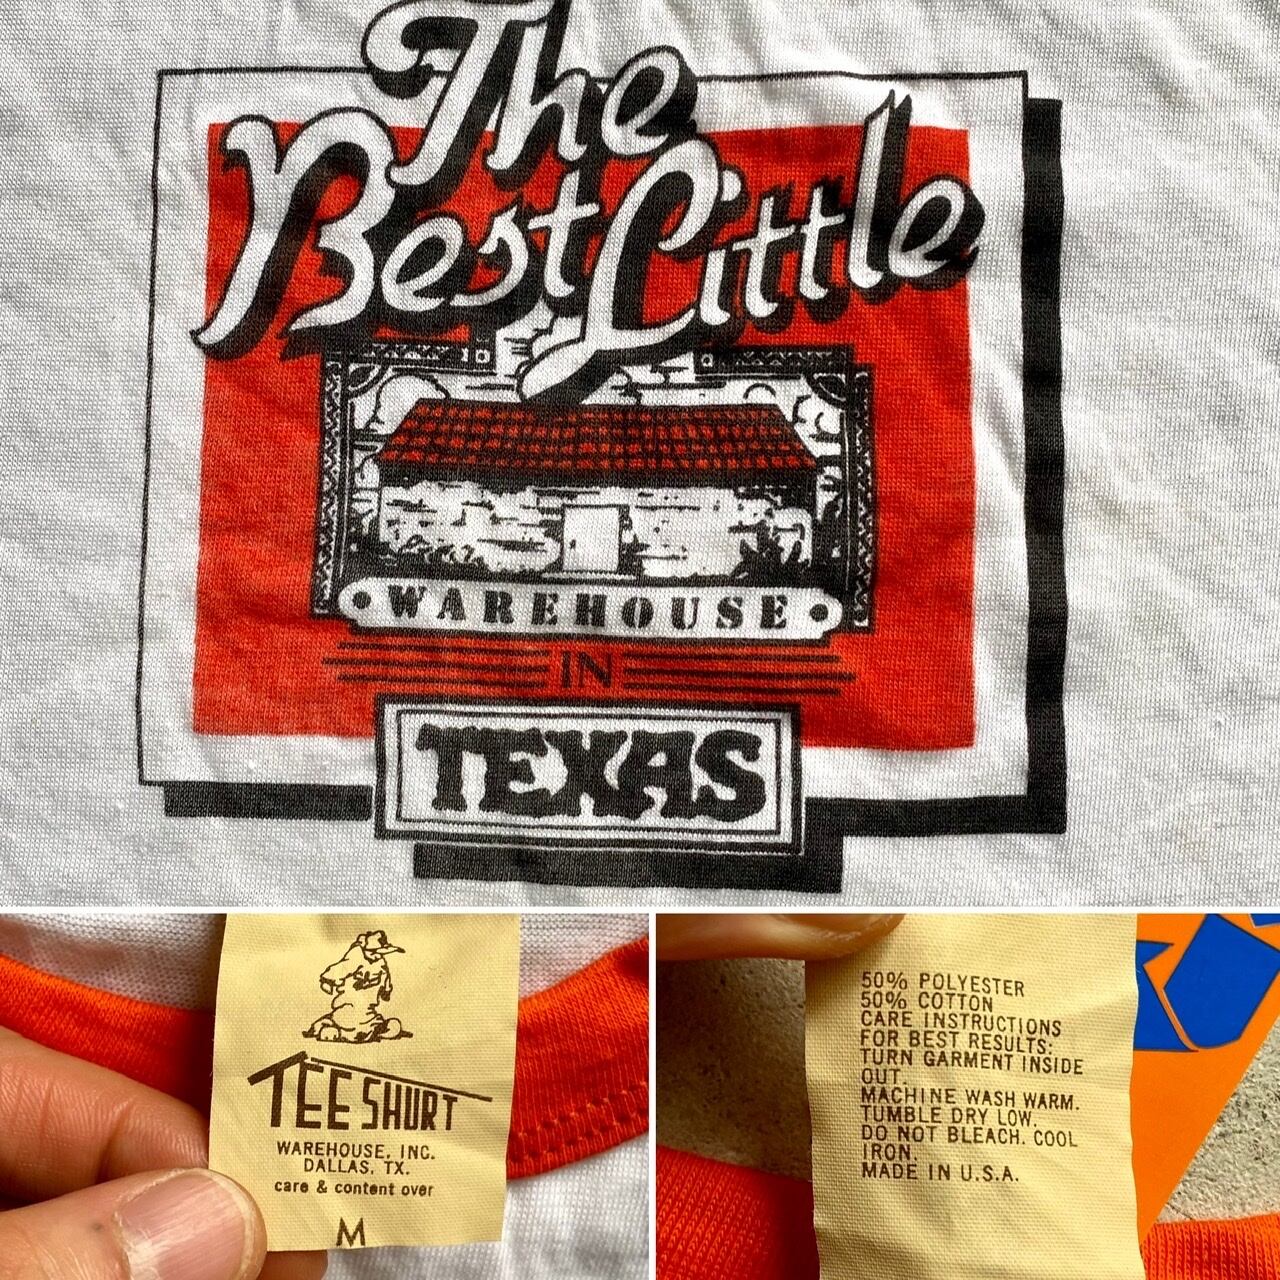 The
Best Little
WAREHOUSE
IN
TEXAS
TEE SHURT
WAREHOUSE, INC.
DALLAS, TX.
care & content over
M
50% POLYESTER
50% COTTON
CARE INSTRUCTIONS
FOR BEST RESULTS:
TURN GARMENT INSIDE
OUT.
MACHINE WASH WARM.
TUMBLE DRY LOW.
DO NOT BLEACH. COOL
IRON.
MADE IN U.S.A.